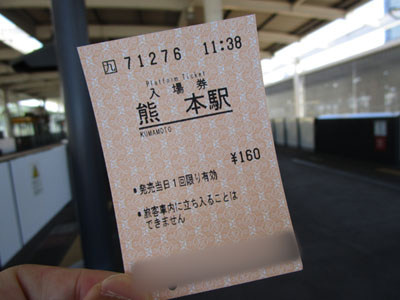 九 71276 11:38
Platform Ticket
入場券
熊本駅
KUMAMOTO
¥160
・発売当日1回限り有効
・旅客車内に立ち入ることは
できません